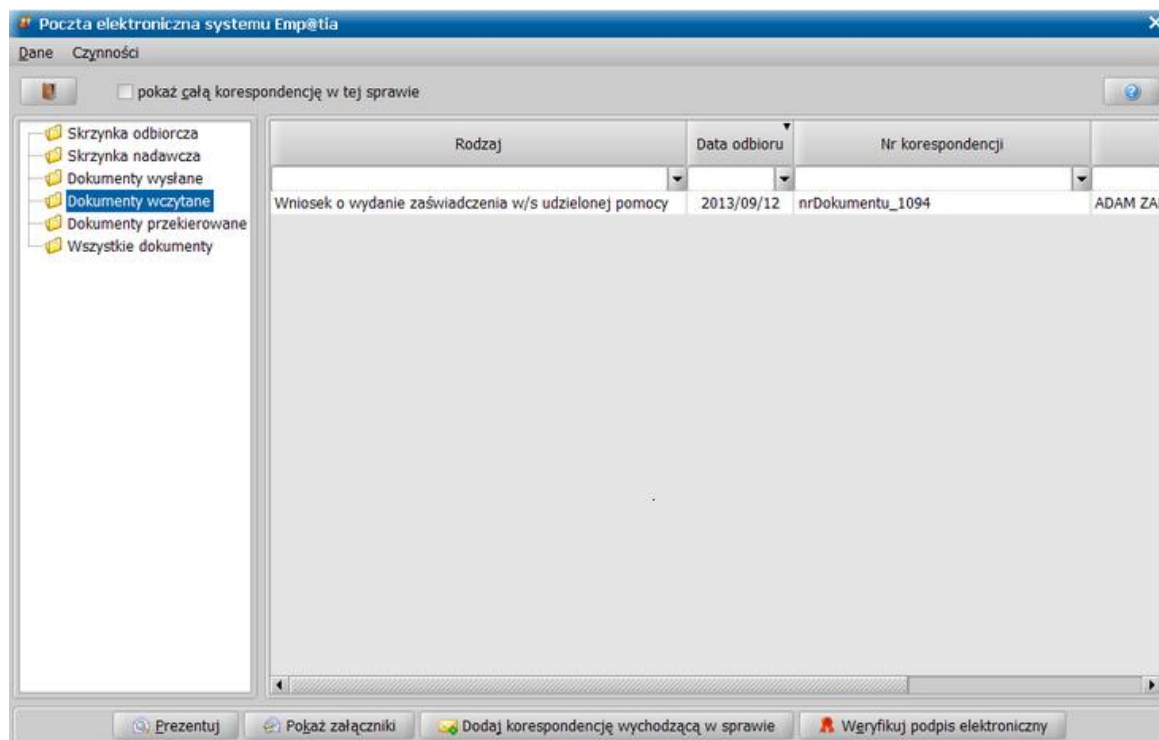 Poczta elektroniczna systemu Emp@tia
Dane Czynności
pokaż całą korespondencję w tej sprawie
Skrzynka odbiorcza
Skrzynka nadawcza
Dokumenty wysłane
Dokumenty wczytane
Dokumenty przekierowane
Wszystkie dokumenty
Rodzaj Data odbioru Nr korespondencji
Wniosek o wydanie zaświadczenia w/s udzielonej pomocy 2013/09/12 nrDokumentu_1094 ADAM
Prezentuj Pokaż załączniki Dodaj korespondencję wychodzącą w sprawie Weryfikuj podpis elektroniczny